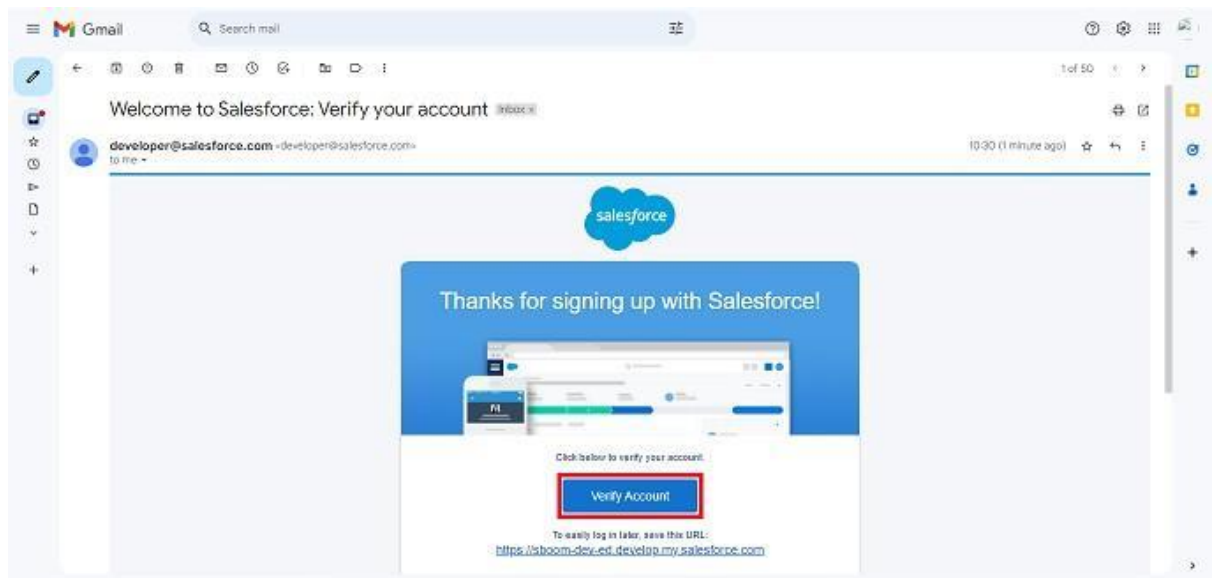 Gmail
Search mail
1 of 50
Welcome to Salesforce: Verify your account Inbox x
developer@salesforce.com <developer@salesforce.com>
10:30 (1 minute ago)
to me
salesforce
Thanks for signing up with Salesforce!
Click below to verify your account.
Verify Account
To easily log in later, save this URL:
https://sboom-dev-ed.develop.my.salesforce.com